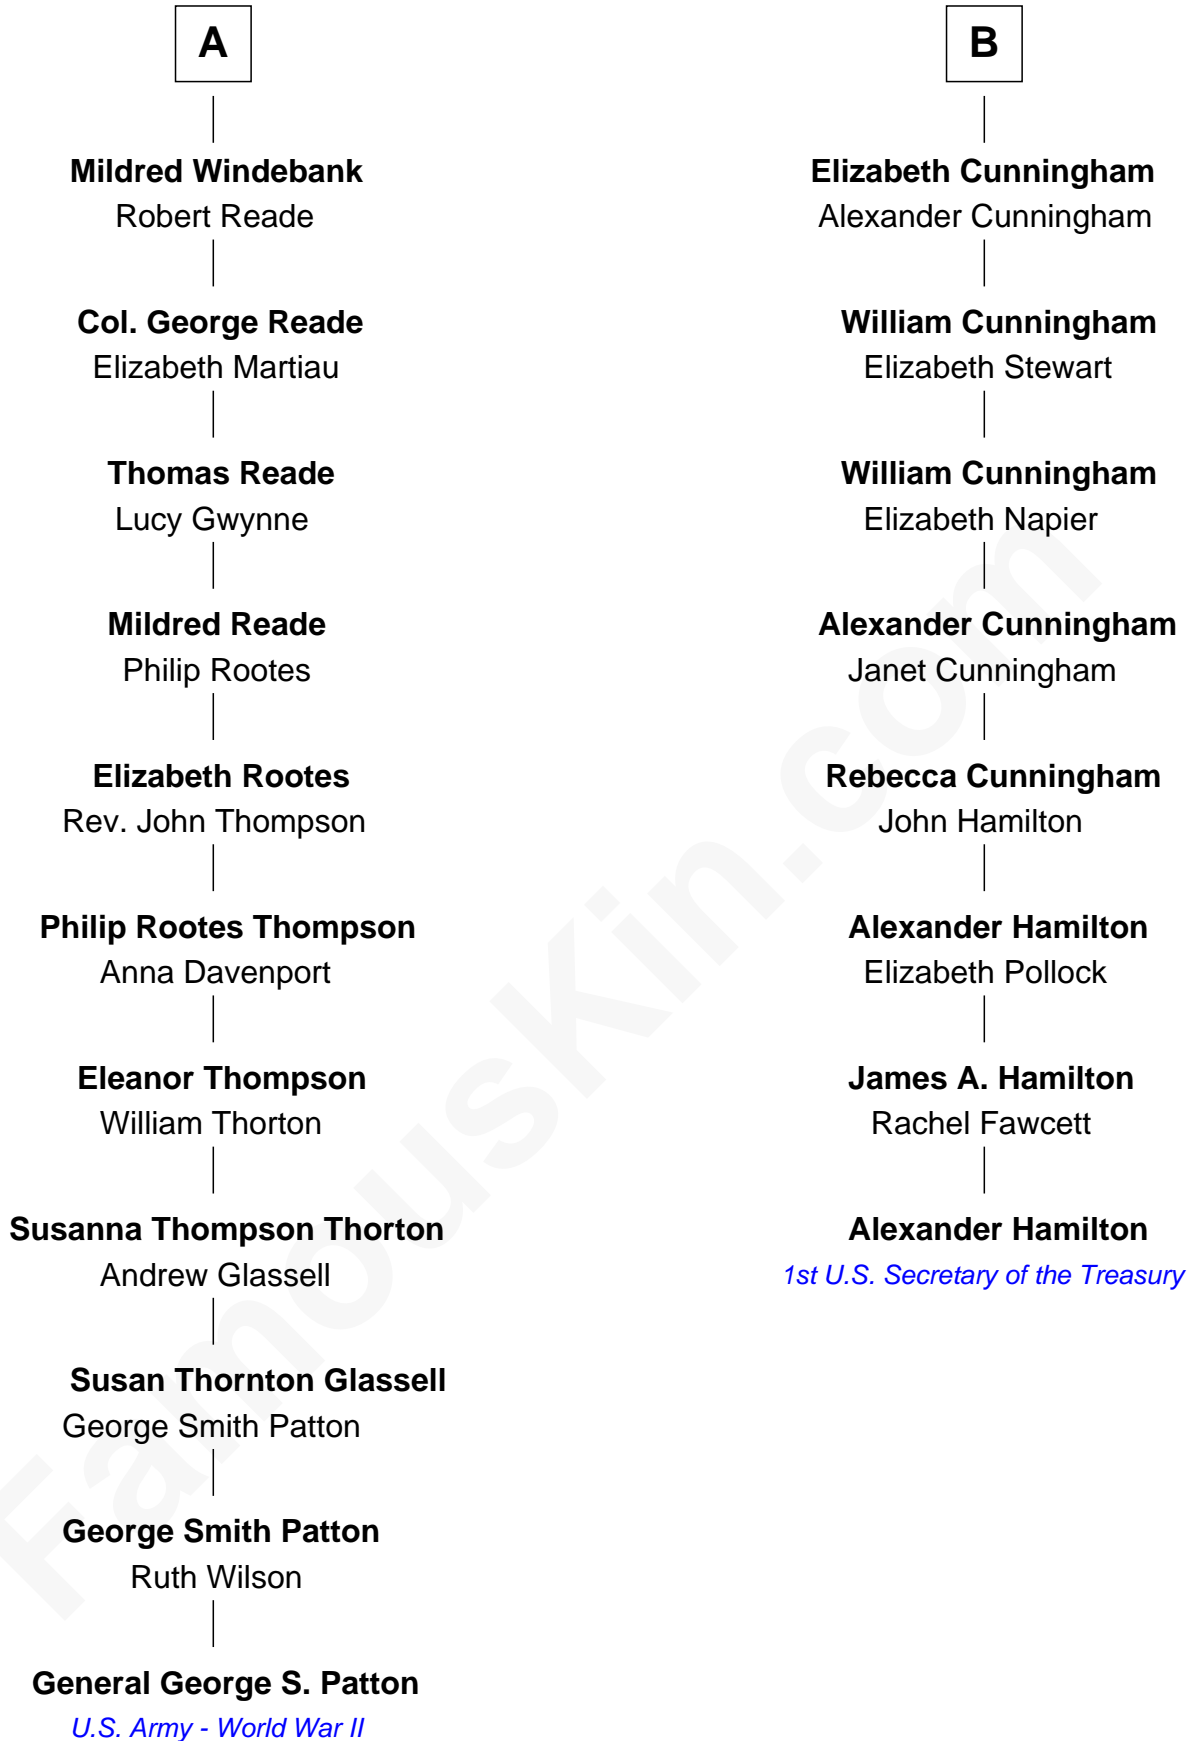 A
Mildred Windebank
Robert Reade
Col. George Reade
Elizabeth Martiau
Thomas Reade
Lucy Gwynne
Mildred Reade
Philip Rootes
Elizabeth Rootes
Rev. John Thompson
Philip Rootes Thompson
Anna Davenport
Eleanor Thompson
William Thorton
Susanna Thompson Thorton
Andrew Glassell
Susan Thornton Glassell
George Smith Patton
George Smith Patton
Ruth Wilson
General George S. Patton
U.S. Army - World War II
B
Elizabeth Cunningham
Alexander Cunningham
William Cunningham
Elizabeth Stewart
William Cunningham
Elizabeth Napier
Alexander Cunningham
Janet Cunningham
Rebecca Cunningham
John Hamilton
Alexander Hamilton
Elizabeth Pollock
James A. Hamilton
Rachel Fawcett
Alexander Hamilton
1st U.S. Secretary of the Treasury
FamousKin.com